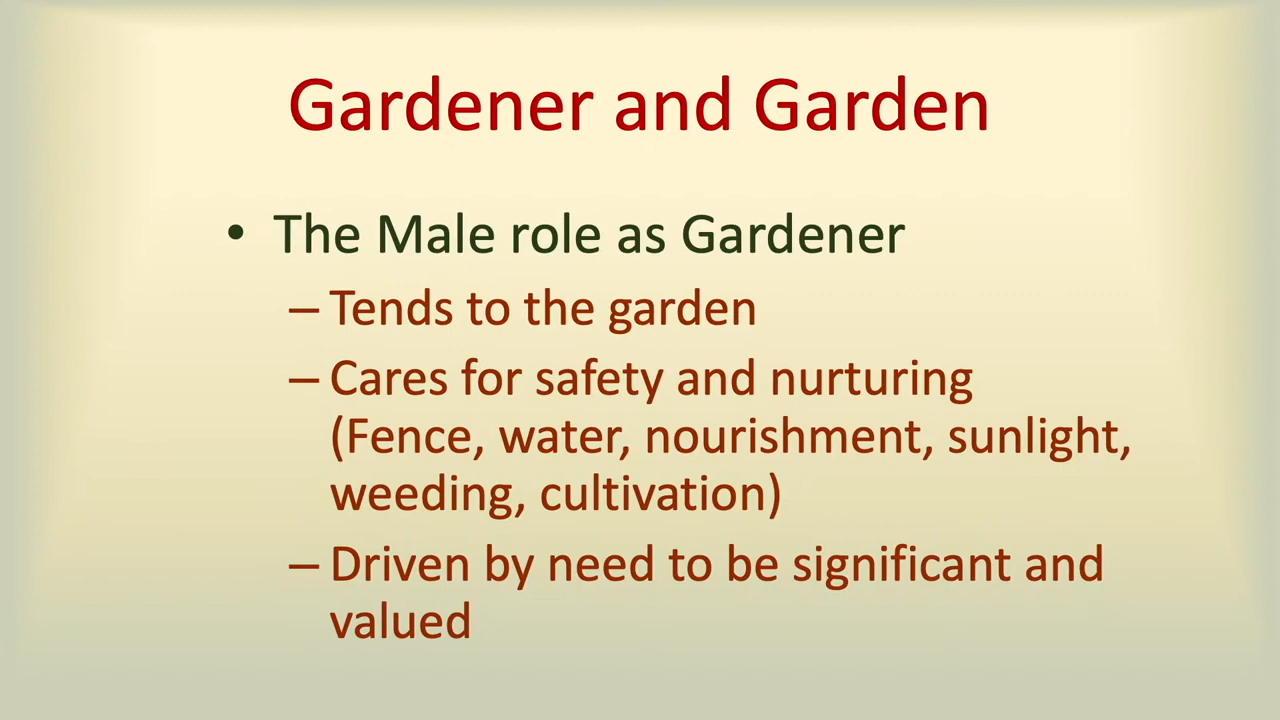 Gardener and Garden
• The Male role as Gardener
– Tends to the garden
– Cares for safety and nurturing
(Fence, water, nourishment, sunlight,
weeding, cultivation)
– Driven by need to be significant and
valued